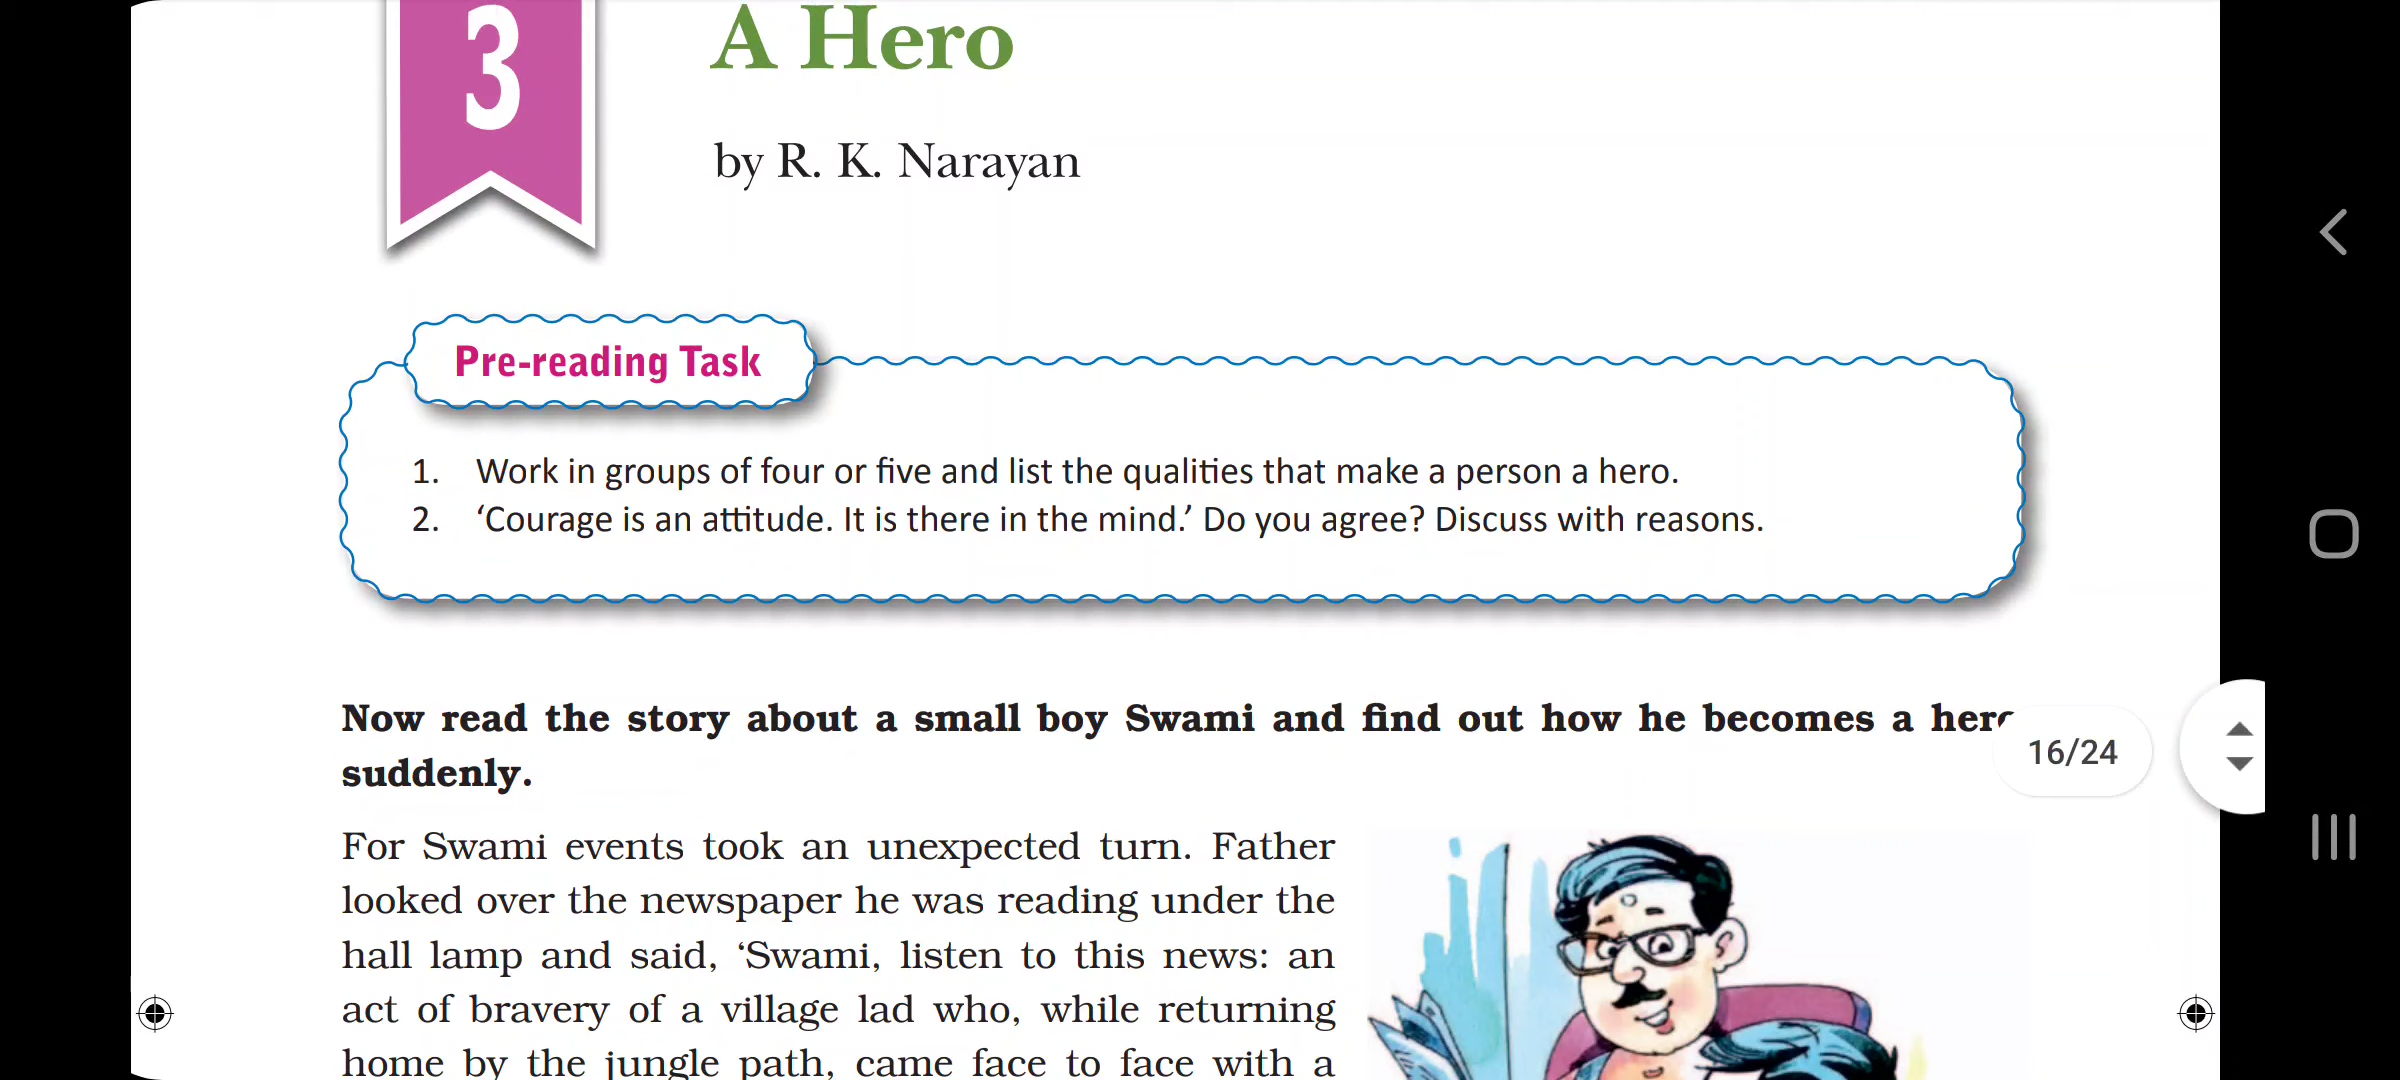 3
A Hero
by R. K. Narayan
Pre-reading Task
1. Work in groups of four or five and list the qualities that make a person a hero.
2. ‘Courage is an attitude. It is there in the mind.’ Do you agree? Discuss with reasons.
Now read the story about a small boy Swami and find out how he becomes a hero
suddenly.
16/24
For Swami events took an unexpected turn. Father
looked over the newspaper he was reading under the
hall lamp and said, ‘Swami, listen to this news: an
act of bravery of a village lad who, while returning
home by the jungle path, came face to face with a